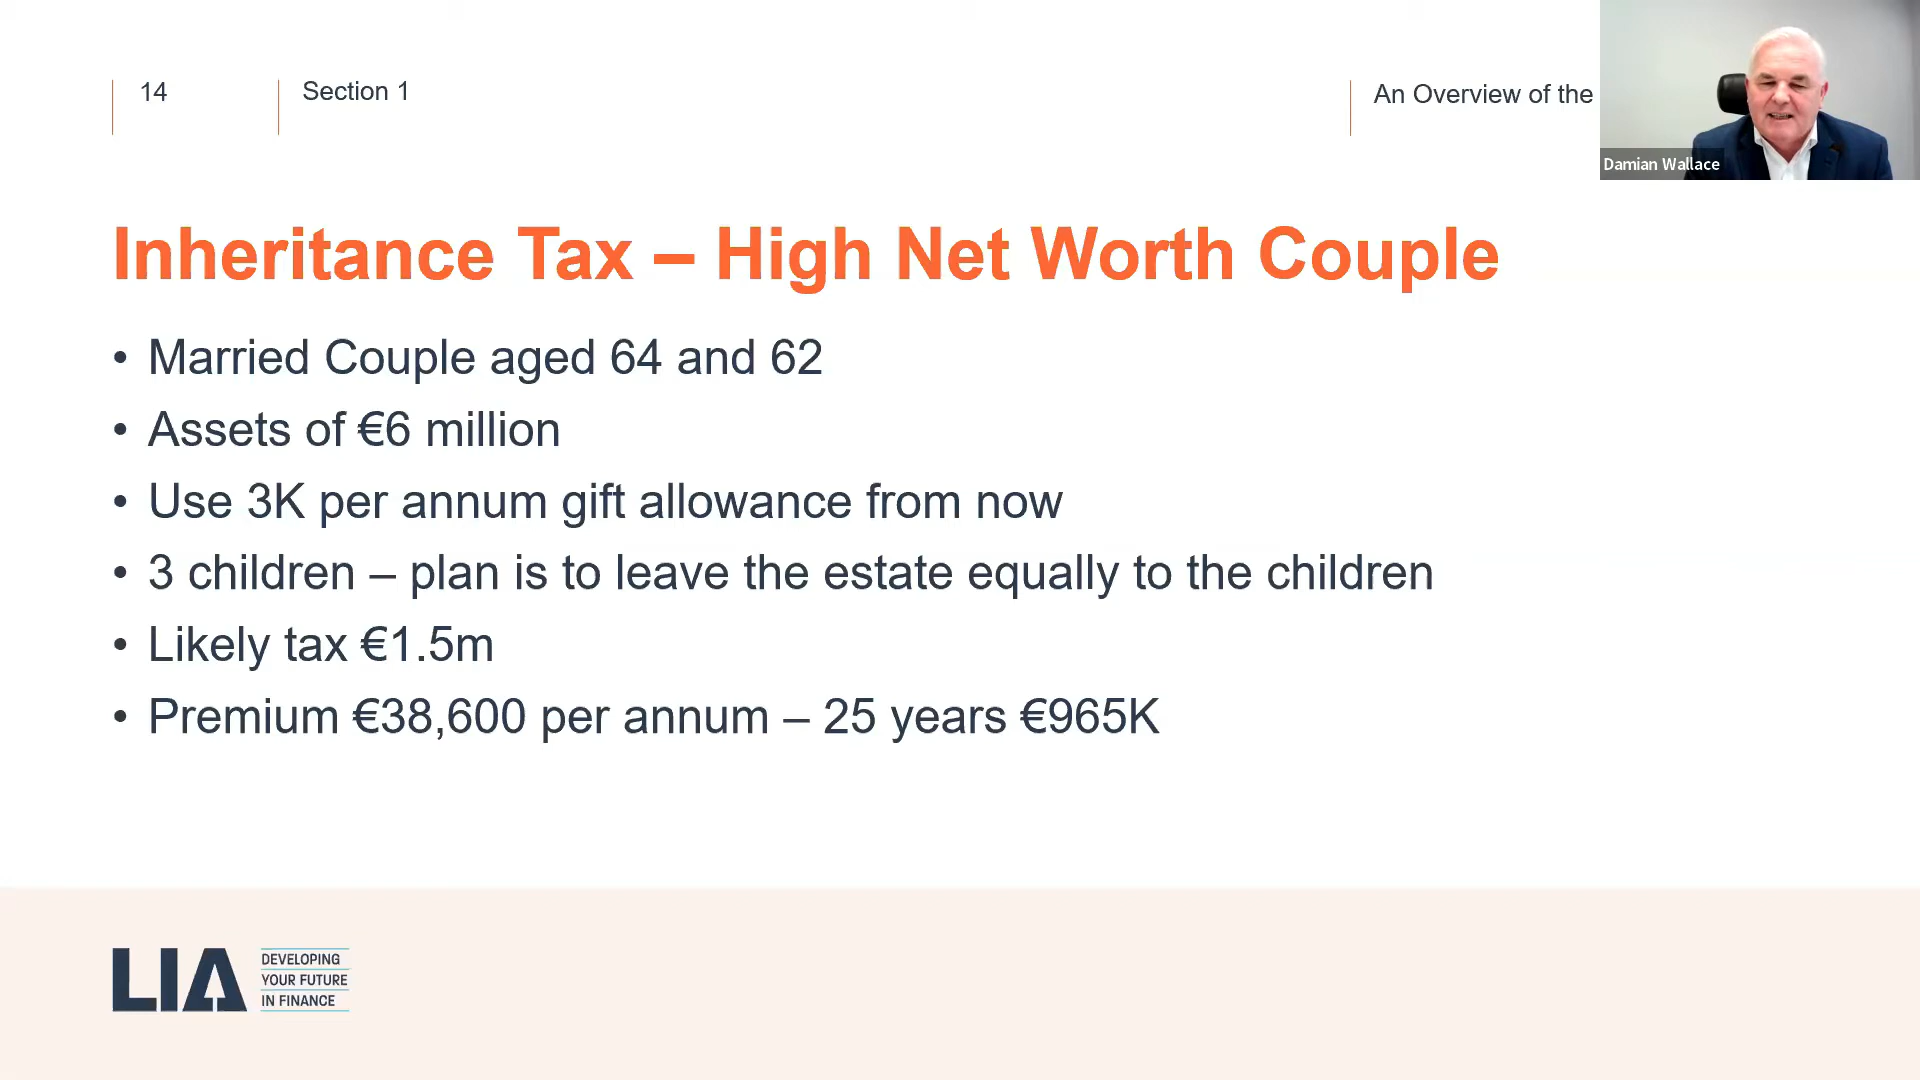 14
Section 1
An Overview of the
Damian Wallace
Inheritance Tax – High Net Worth Couple
• Married Couple aged 64 and 62
• Assets of €6 million
• Use 3K per annum gift allowance from now
• 3 children – plan is to leave the estate equally to the children
• Likely tax €1.5m
• Premium €38,600 per annum – 25 years €965K
LIA
DEVELOPING
YOUR FUTURE
IN FINANCE